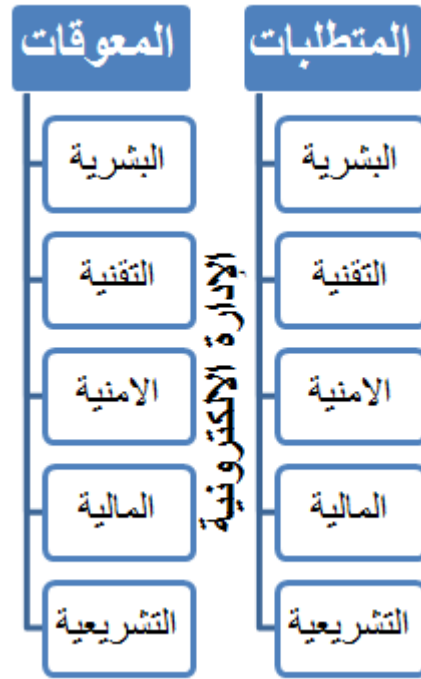 المتطلبات
البشرية
التقنية
الامنية
المالية
التشريعية
الإدارة الالكترونية
المعوقات
البشرية
التقنية
الامنية
المالية
التشريعية